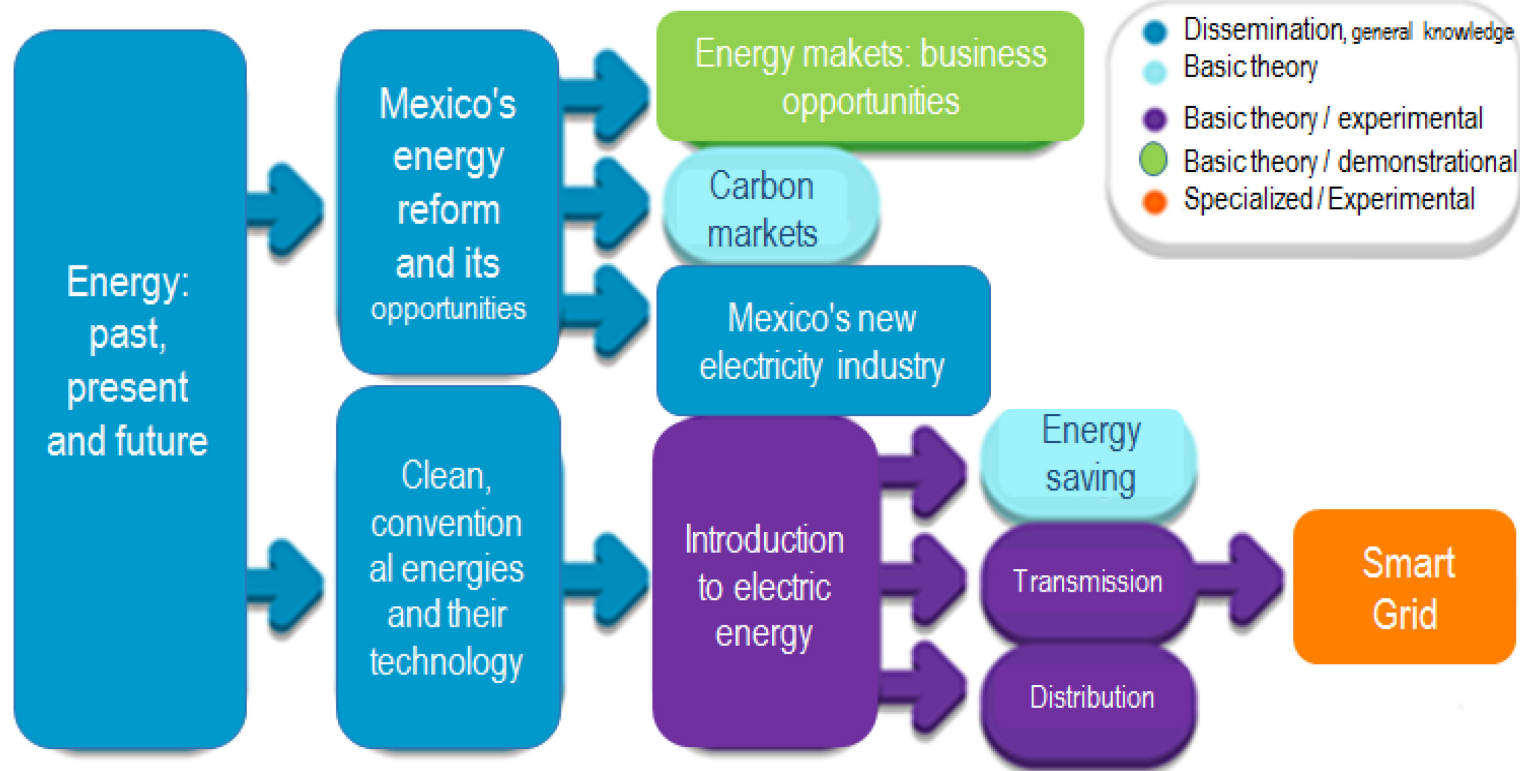 Energy:
past,
present
and future
Mexico's
energy
reform
and its
opportunities
Clean,
convention
al energies
and their
technology
Energy makets: business
opportunities
Carbon
markets
Mexico's new
electricity industry
Introduction
to electric
energy
Energy
saving
Transmission
Distribution
Smart
Grid
Dissemination, general knowledge
Basic theory
Basic theory / experimental
Basic theory / demonstrational
Specialized / Experimental